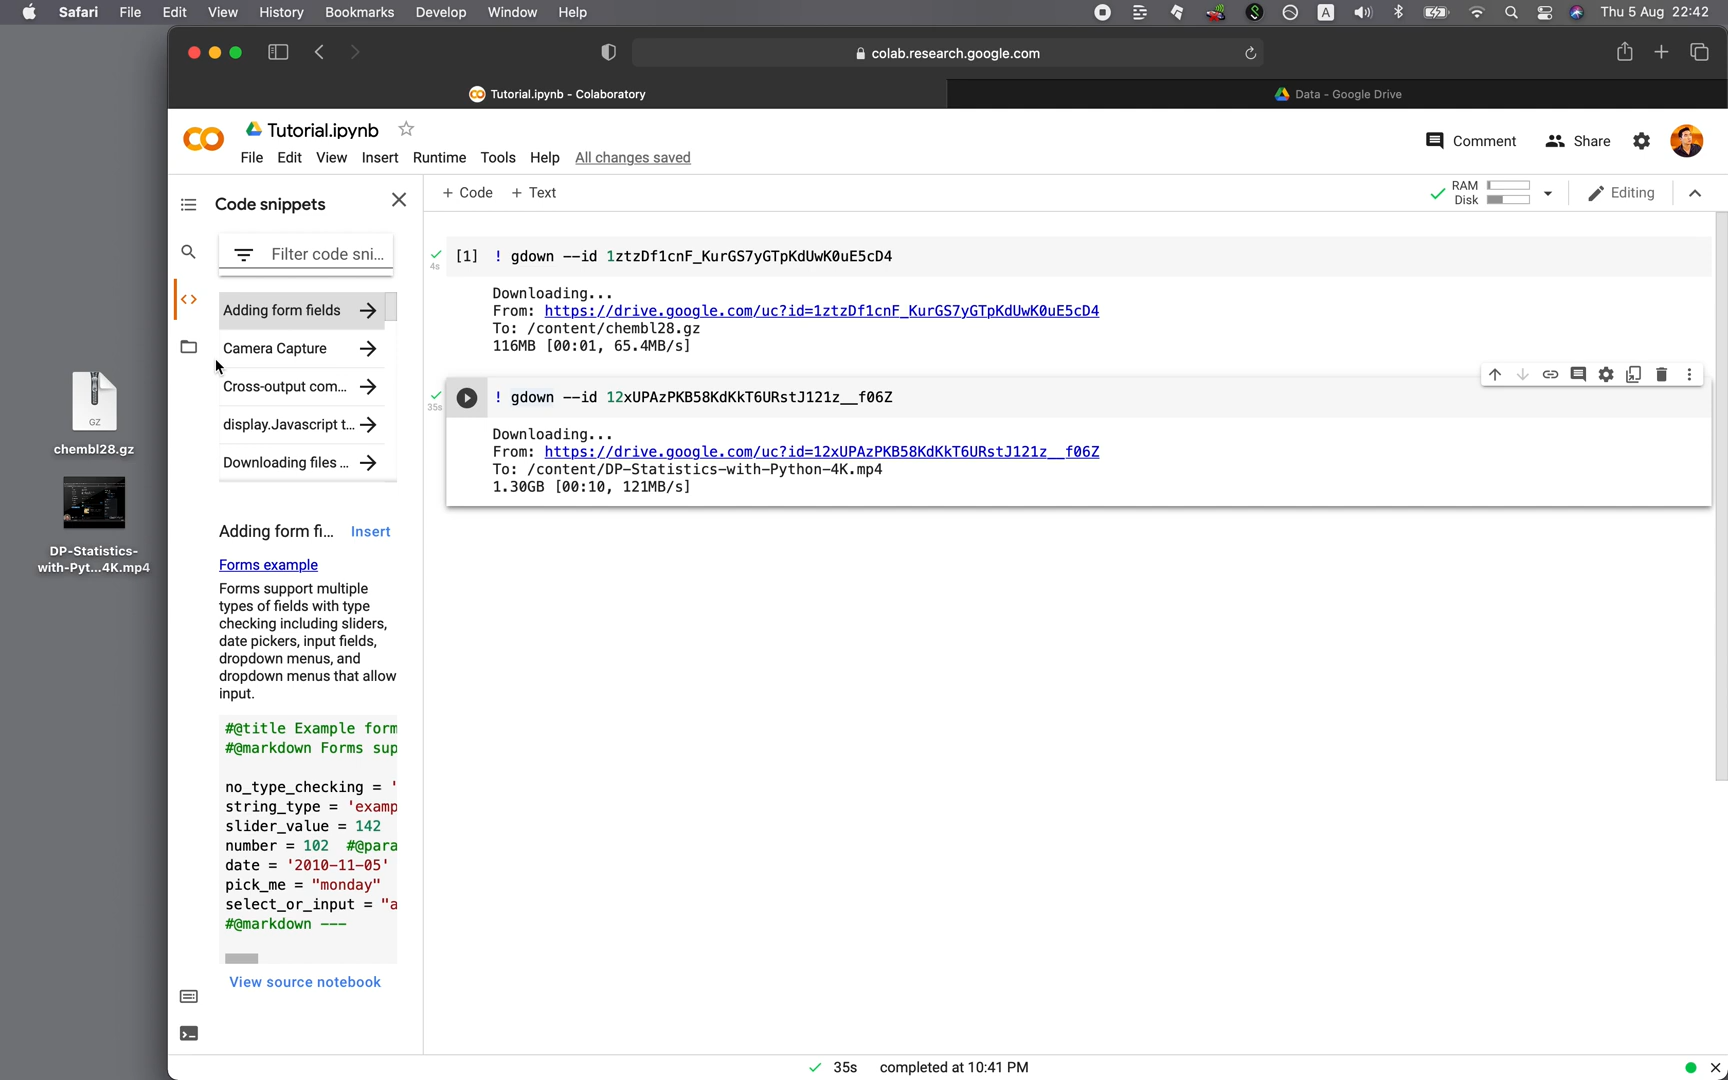 Safari File Edit View History Bookmarks Develop Window Help
A
Thu 5 Aug 22:42
colab.research.google.com
Tutorial.ipynb - Colaboratory
Data - Google Drive
Tutorial.ipynb
File Edit View Insert Runtime Tools Help All changes saved
Comment
Share
Code snippets
+ Code + Text
RAM
Disk
Editing
Filter code sni...
Adding form fields
Camera Capture
Cross-output com...
display.Javascript t...
Downloading files ...
Adding form fi... Insert
Forms example
Forms support multiple
types of fields with type
checking including sliders,
date pickers, input fields,
dropdown menus, and
dropdown menus that allow
input.
#@title Example form
#@markdown Forms sup
no_type_checking = '
string_type = 'examp
slider_value = 142
number = 102 #@para
date = '2010-11-05'
pick_me = "monday"
select_or_input = "a
#@markdown ---
View source notebook
4s
[1] ! gdown --id 1ztzDf1cnF_KurGS7yGTpKdUwK0uE5cD4
Downloading...
From: https://drive.google.com/uc?id=1ztzDf1cnF_KurGS7yGTpKdUwK0uE5cD4
To: /content/chembl28.gz
116MB [00:01, 65.4MB/s]
35s
! gdown --id 12xUPAzPKB58KdKkT6URstJ121z__f06Z
Downloading...
From: https://drive.google.com/uc?id=12xUPAzPKB58KdKkT6URstJ121z__f06Z
To: /content/DP-Statistics-with-Python-4K.mp4
1.30GB [00:10, 121MB/s]
GZ
chembl28.gz
DP-Statistics-
with-Pyt...4K.mp4
35s completed at 10:41 PM